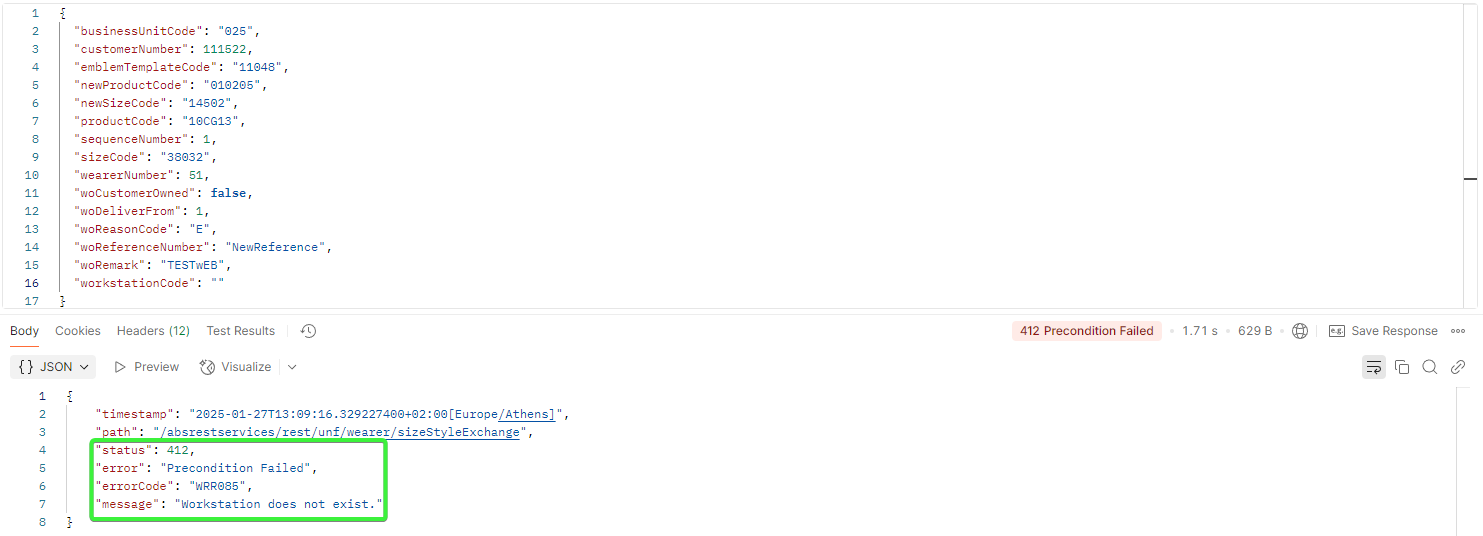 1 {
2 "businessUnitCode": "025",
3 "customerNumber": 111522,
4 "emblemTemplateCode": "11048",
5 "newProductCode": "010205",
6 "newSizeCode": "14502",
7 "productCode": "10CG13",
8 "sequenceNumber": 1,
9 "sizeCode": "38032",
10 "wearerNumber": 51,
11 "woCustomerOwned": false,
12 "woDeliverFrom": 1,
13 "woReasonCode": "E",
14 "woReferenceNumber": "NewReference",
15 "woRemark": "TESTwEB",
16 "workstationCode": ""
17 }
Body Cookies Headers (12) Test Results 412 Precondition Failed • 1.71 s • 629 B • e.g. Save Response
{} JSON Preview Visualize
1 {
2 "timestamp": "2025-01-27T13:09:16.329227400+02:00[Europe/Athens]",
3 "path": "/absrestservices/rest/unf/wearer/sizeStyleExchange",
4 "status": 412,
5 "error": "Precondition Failed",
6 "errorCode": "WRR085",
7 "message": "Workstation does not exist."
8 }